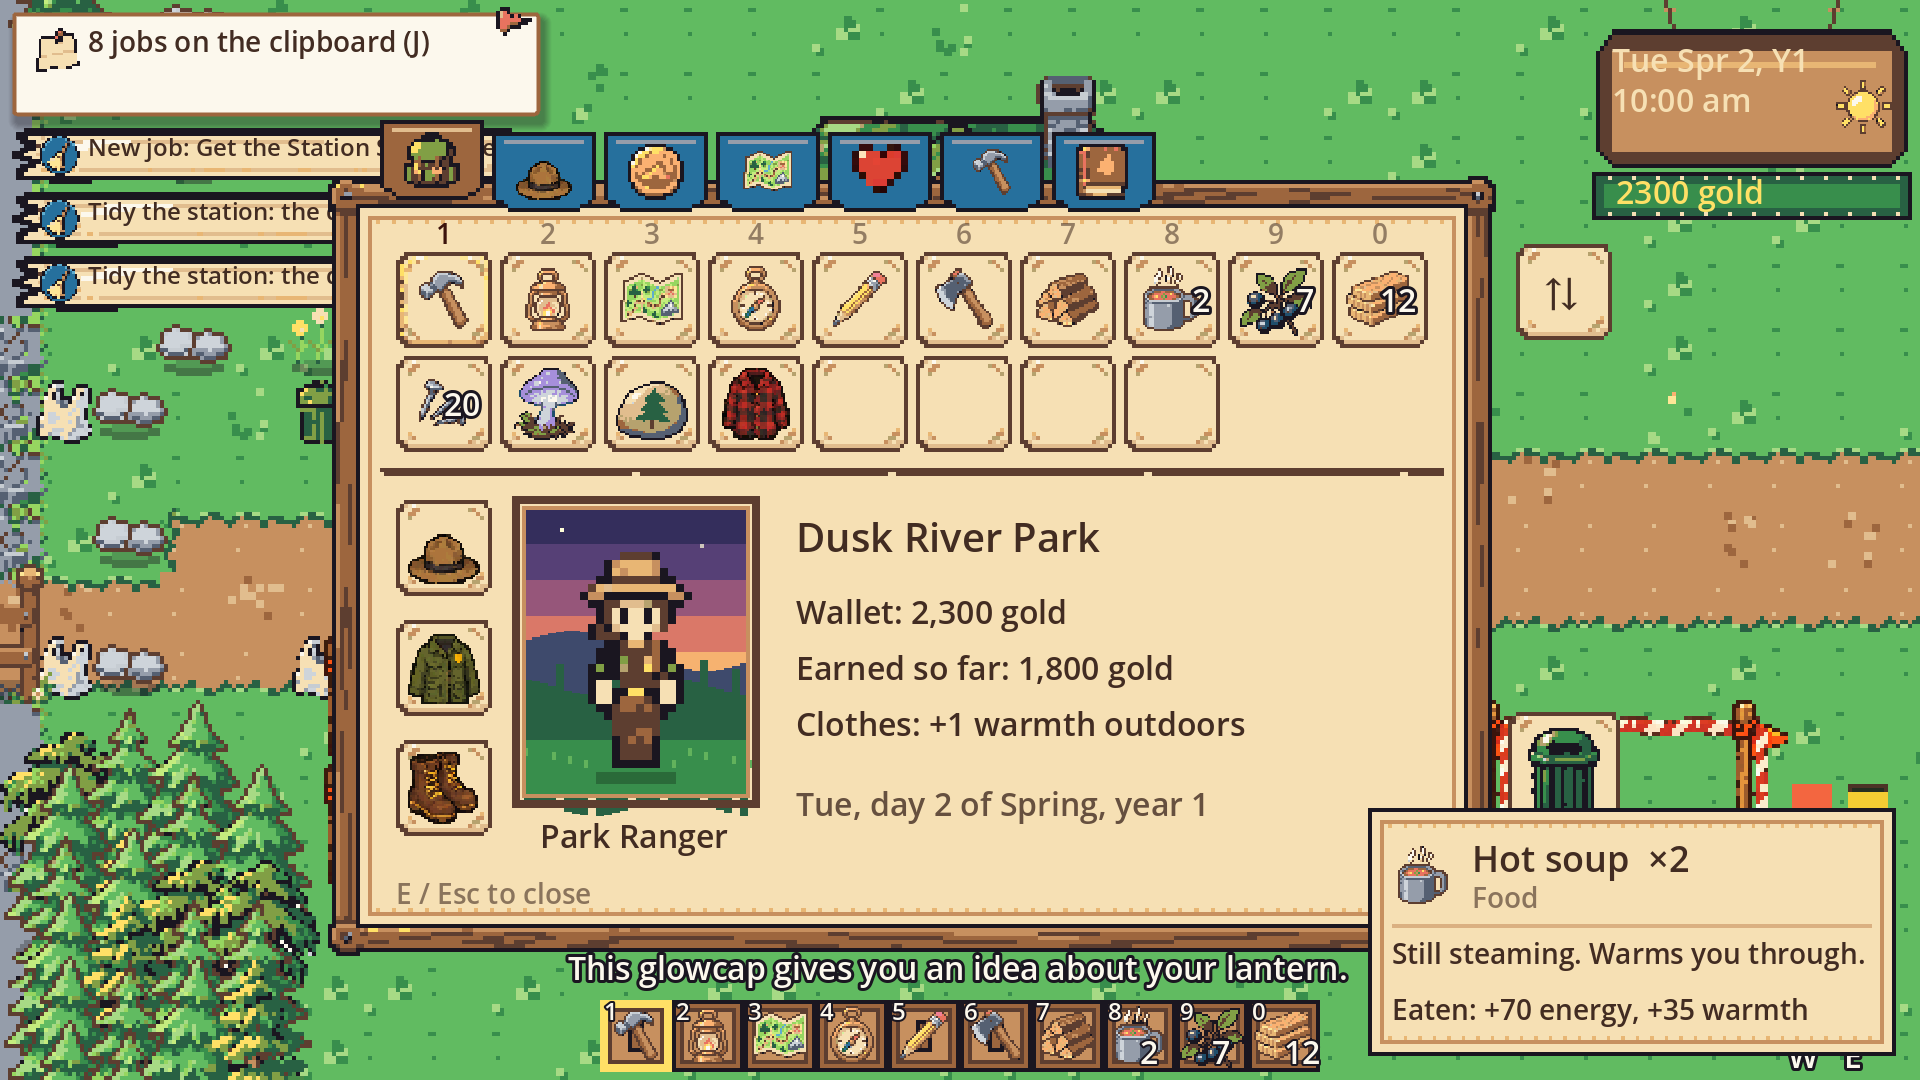 8 jobs on the clipboard (J)
Tue Spr 2, Y1
10:00 am
2300 gold
New job: Get the Station S
Tidy the station: the
Tidy the station: the
1 2 3 4 5 6 7 8 9 0
2 7 12
20
Dusk River Park
Wallet: 2,300 gold
Earned so far: 1,800 gold
Clothes: +1 warmth outdoors
Tue, day 2 of Spring, year 1
Park Ranger
E / Esc to close
Hot soup ×2
Food
Still steaming. Warms you through.
Eaten: +70 energy, +35 warmth
This glowcap gives you an idea about your lantern.
1 2 3 4 5 6 7 8 9 0
2 7 12
W E